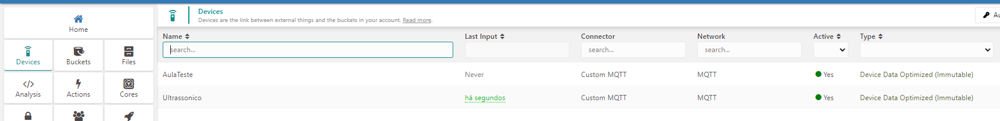 Home
Devices
Buckets
Files
Analysis
Actions
Cores
Devices
Devices are the link between external things and the buckets in your account. Read more.
Name
Last Input
Connector
Network
Active
Type
search...
search...
search...
AulaTeste
Never
Custom MQTT
MQTT
Yes
Device Data Optimized (Immutable)
Ultrassonico
há segundos
Custom MQTT
MQTT
Yes
Device Data Optimized (Immutable)